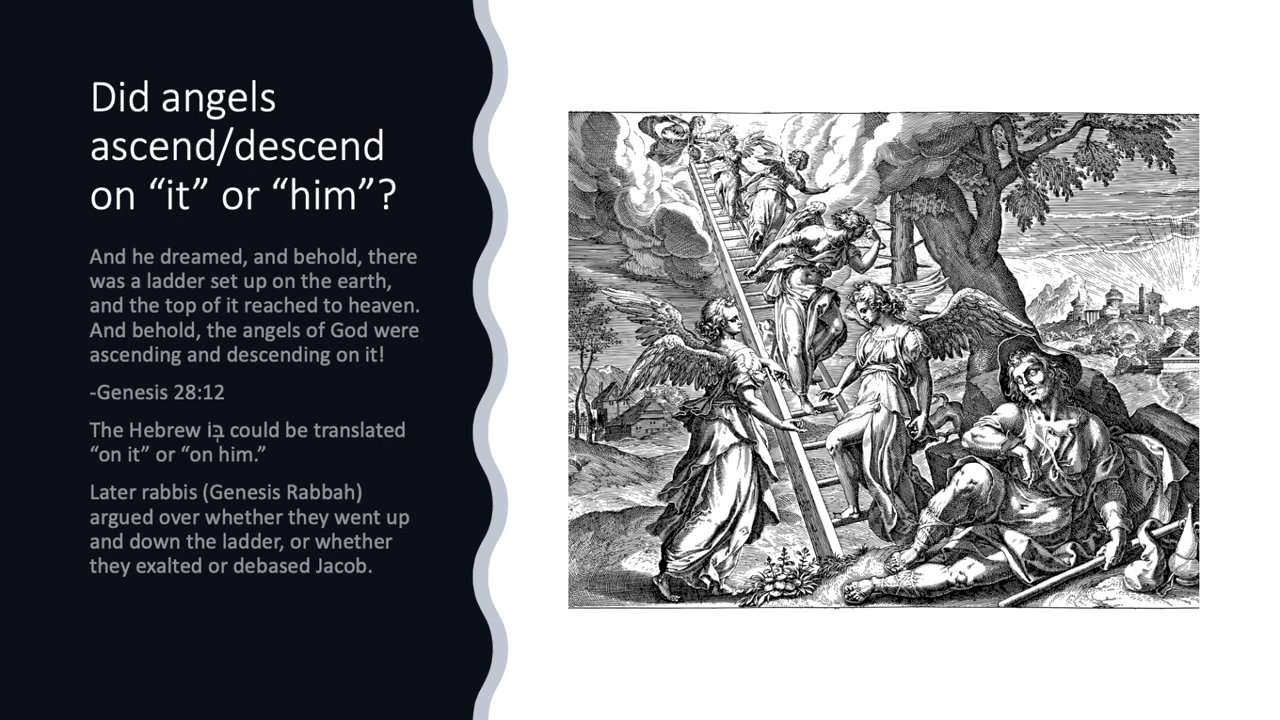 Did angels
ascend/descend
on “it” or “him”?
And he dreamed, and behold, there
was a ladder set up on the earth,
and the top of it reached to heaven.
And behold, the angels of God were
ascending and descending on it!
-Genesis 28:12
The Hebrew בּוֹ could be translated
“on it” or “on him.”
Later rabbis (Genesis Rabbah)
argued over whether they went up
and down the ladder, or whether
they exalted or debased Jacob.